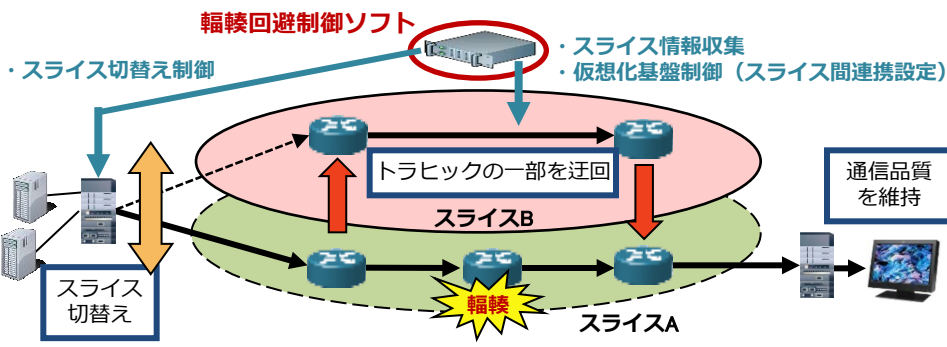 輻輳回避制御ソフト
・スライス切替え制御
・スライス情報収集
・仮想化基盤制御（スライス間連携設定）
トラヒックの一部を迂回
スライスB
通信品質
を維持
スライス
切替え
輻輳
スライスA